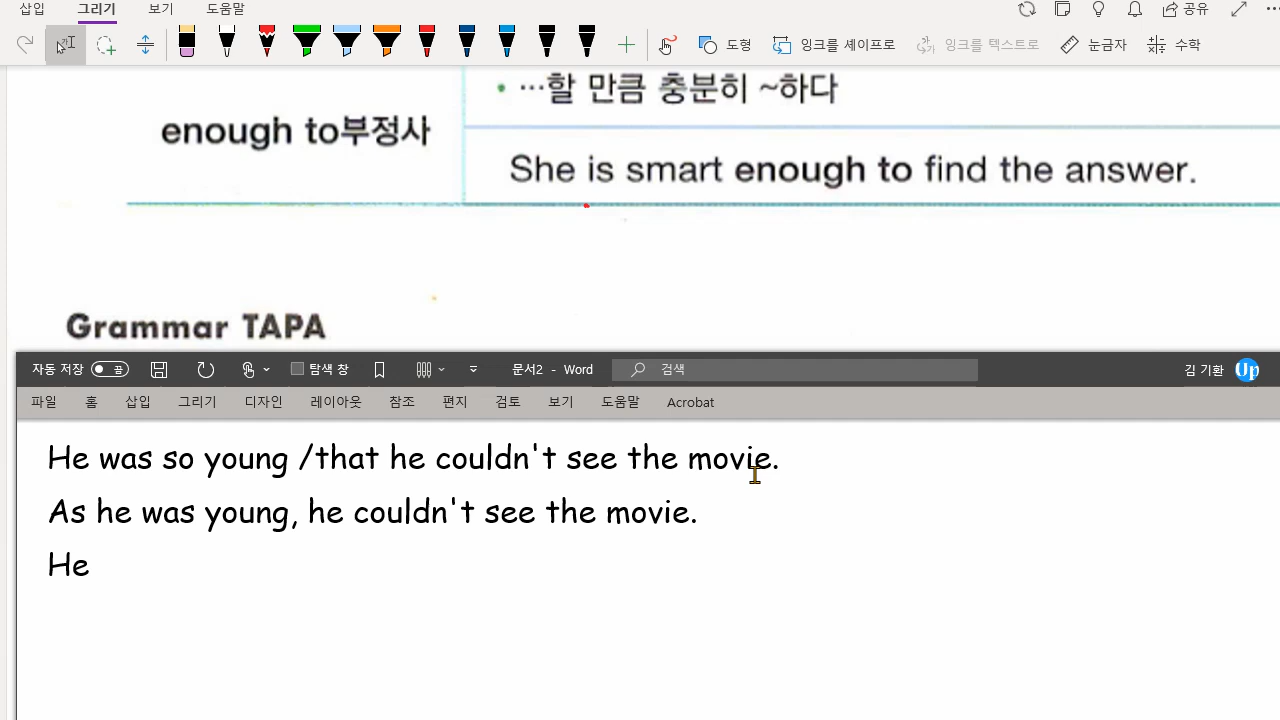 삽입 그리기 보기 도움말
공유
도형 잉크를 셰이프로 잉크를 텍스트로 눈금자 수학
• …할 만큼 충분히 ~하다
enough to부정사
She is smart enough to find the answer.
Grammar TAPA
자동 저장 끔 탐색 창 문서2 - Word 검색 김 기환 Up
파일 홈 삽입 그리기 디자인 레이아웃 참조 편지 검토 보기 도움말 Acrobat
He was so young /that he couldn't see the movie.
As he was young, he couldn't see the movie.
He